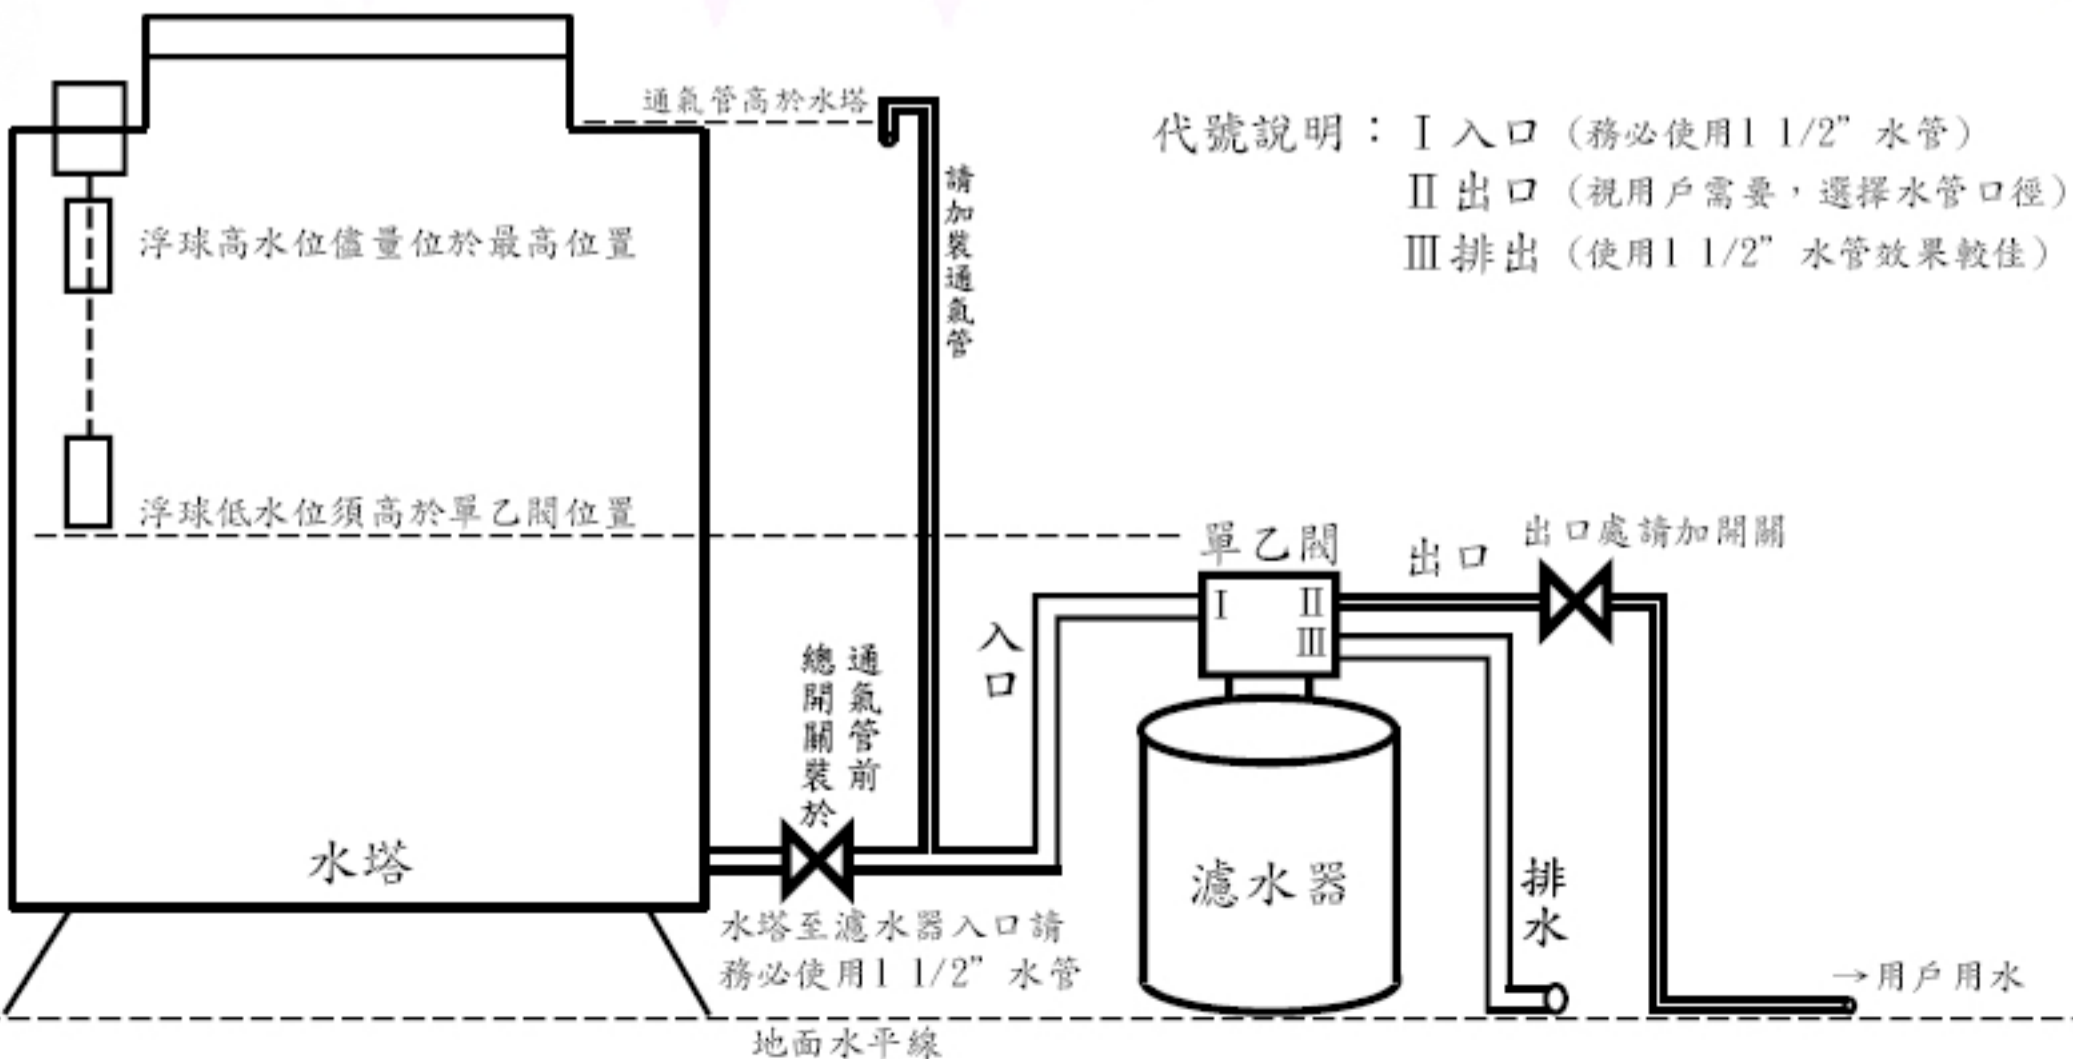 通氣管高於水塔
代號說明：Ⅰ入口（務必使用1 1/2”水管）
Ⅱ出口（視用戶需要，選擇水管口徑）
Ⅲ排出（使用1 1/2”水管效果較佳）
請加裝通氣管
浮球高水位儘量位於最高位置
浮球低水位須高於單乙閥位置
單乙閥
出口
出口處請加開關
Ⅰ
Ⅱ
Ⅲ
入口
總開關裝於
通氣管前
水塔
濾水器
排水
水塔至濾水器入口請
務必使用1 1/2”水管
→用戶用水
地面水平線